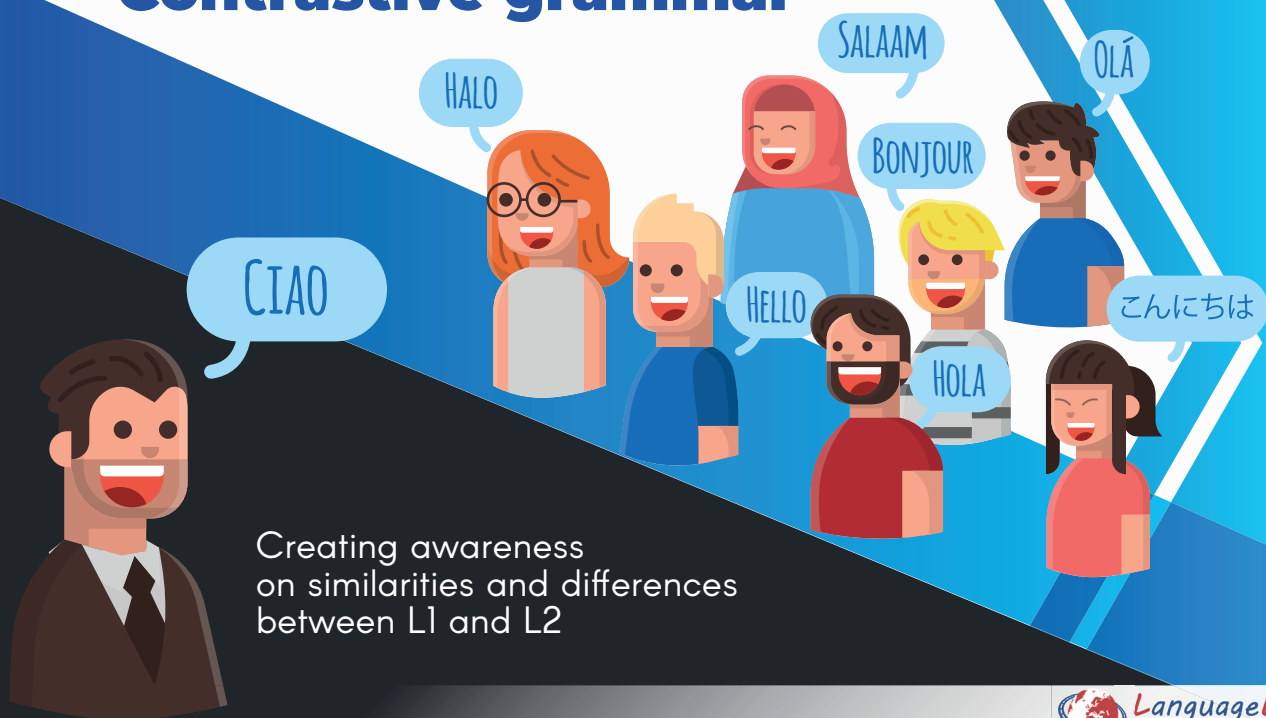 Contrastive grammar
SALAAM
OLÁ
HALO
BONJOUR
CIAO
HELLO
こんにちは
HOLA
Creating awareness
on similarities and differences
between L1 and L2